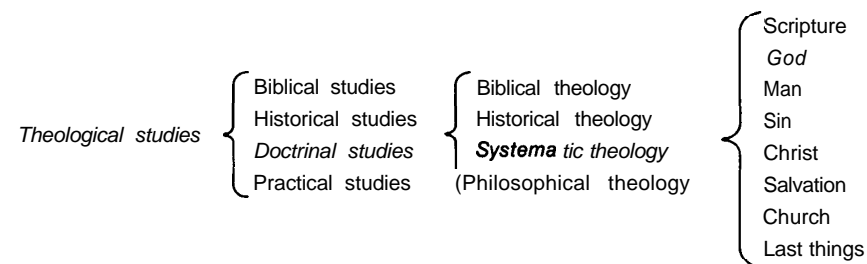 Theological studies
Biblical studies
Historical studies
Doctrinal studies
Practical studies
Biblical theology
Historical theology
Systema tic theology
(Philosophical theology
Scripture
God
Man
Sin
Christ
Salvation
Church
Last things